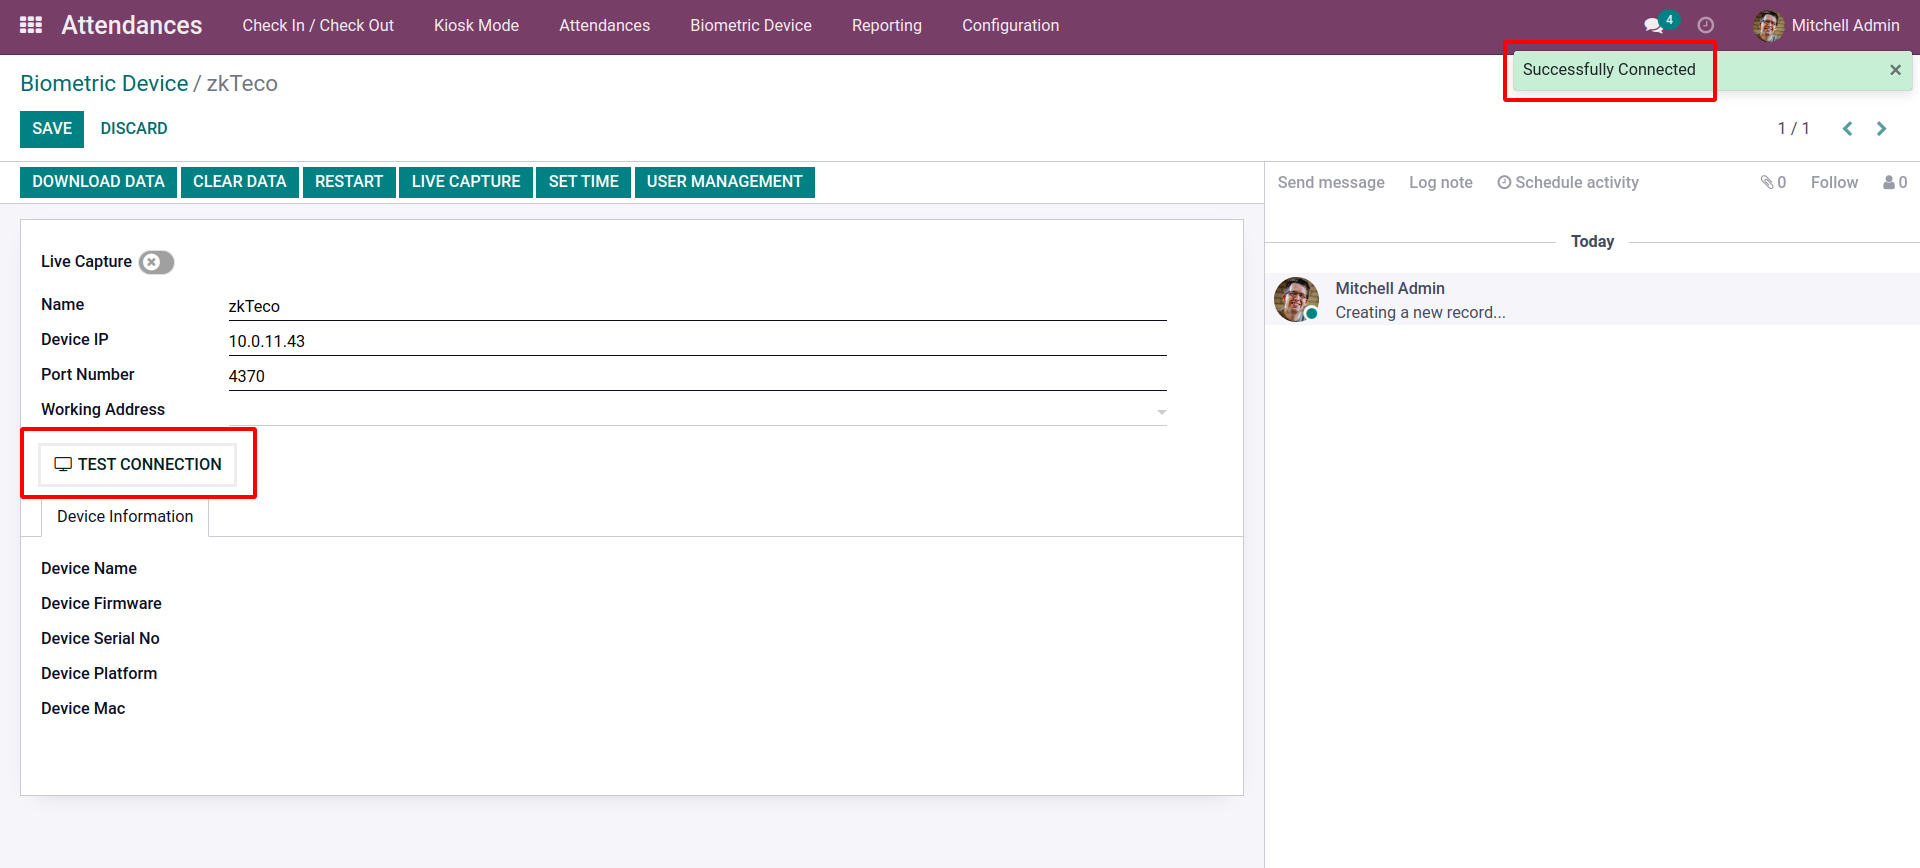 Attendances Check In / Check Out Kiosk Mode Attendances Biometric Device Reporting Configuration 4 Mitchell Admin
Successfully Connected
Biometric Device / zkTeco
SAVE DISCARD 1 / 1
DOWNLOAD DATA CLEAR DATA RESTART LIVE CAPTURE SET TIME USER MANAGEMENT
Send message Log note Schedule activity 0 Follow 0
Today
Mitchell Admin
Creating a new record...
Live Capture
Name zkTeco
Device IP 10.0.11.43
Port Number 4370
Working Address
TEST CONNECTION
Device Information
Device Name
Device Firmware
Device Serial No
Device Platform
Device Mac